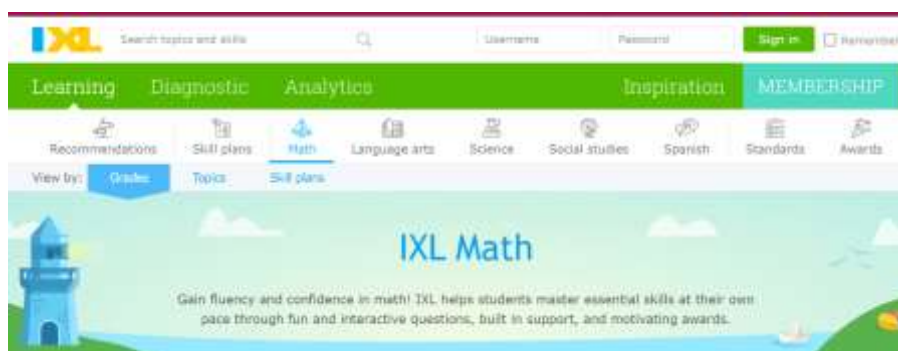 IXL Search topics and skills Username Password Sign in Remember
Learning Diagnostic Analytics Inspiration MEMBERSHIP
Recommendations Skill plans Math Language arts Science Social studies Spanish Standards Awards
View by: Grades Topics Skill plans
IXL Math
Gain fluency and confidence in math! IXL helps students master essential skills at their own
pace through fun and interactive questions, built in support, and motivating awards.